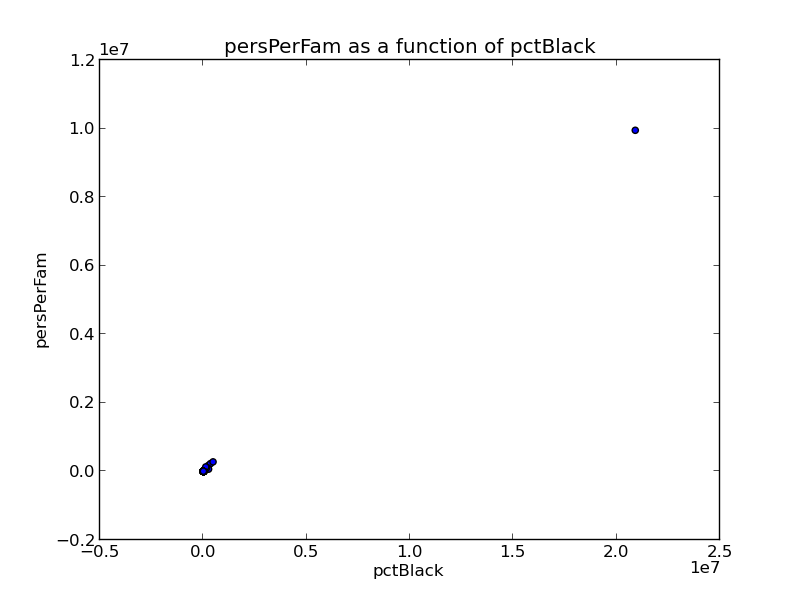 persPerFam as a function of pctBlack
1e7
1.2
1.0
0.8
0.6
0.4
0.2
0.0
−0.2
persPerFam
−0.5 0.0 0.5 1.0 1.5 2.0 2.5
1e7
pctBlack